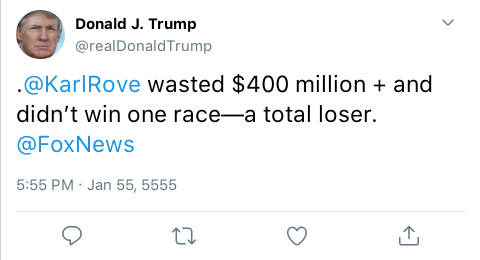 Donald J. Trump
@realDonaldTrump
.@KarlRove wasted $400 million + and
didn’t win one race—a total loser.
@FoxNews
5:55 PM · Jan 55, 5555